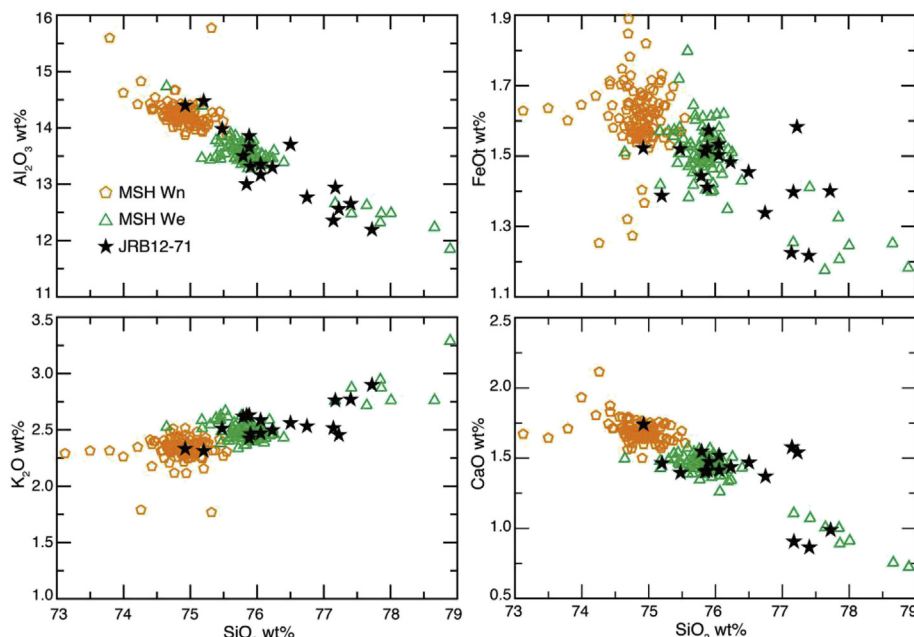 Al₂O₃ wt%
16
15
14
13
12
11
MSH Wn
MSH We
JRB12-71
FeOt wt%
1.9
1.7
1.5
1.3
1.1
K₂O wt%
3.5
3.0
2.5
2.0
1.5
1.0
73 74 75 76 77 78 79
SiO wt%
CaO wt%
2.5
2.0
1.5
1.0
0.5
73 74 75 76 77 78 79
SiO wt%